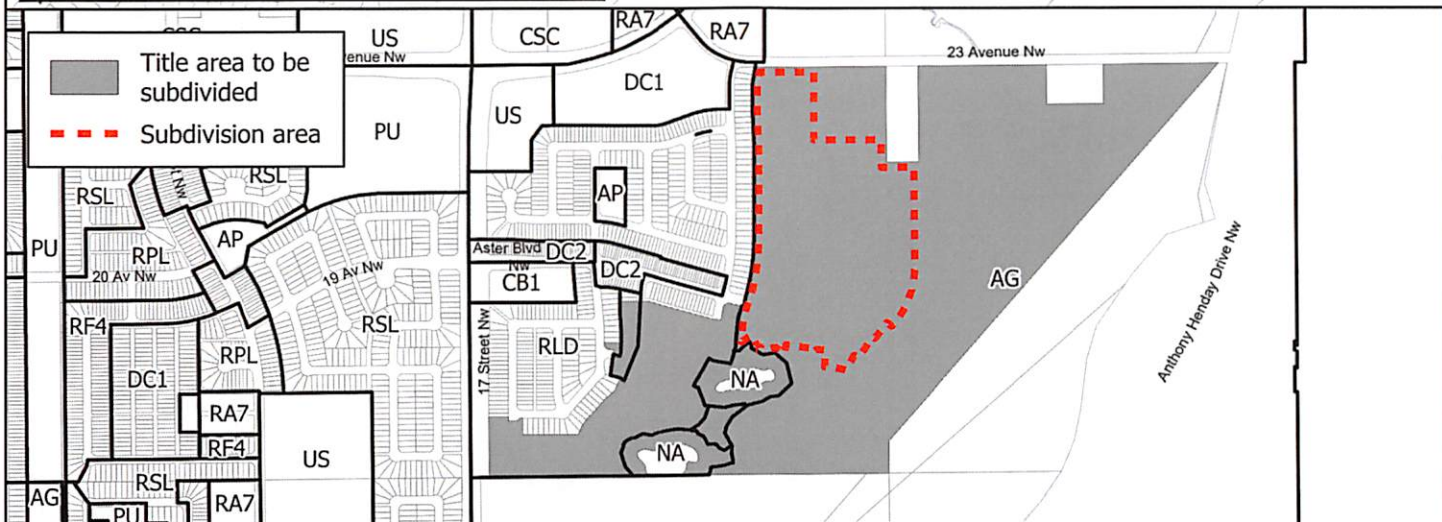 RA7
US
CSC
RA7
23 Avenue Nw
Title area to be
subdivided
Subdivision area
venue Nw
DC1
US
PU
RSL
RSL
AP
PU
RPL
AP
20 Av Nw
19 Av Nw
Aster Blvd
Nw
DC2
DC2
CB1
AG
Anthony Henday Drive Nw
RF4
RSL
17 Street Nw
RLD
RPL
DC1
NA
RA7
RF4
US
NA
RSL
AG
RA7
PU